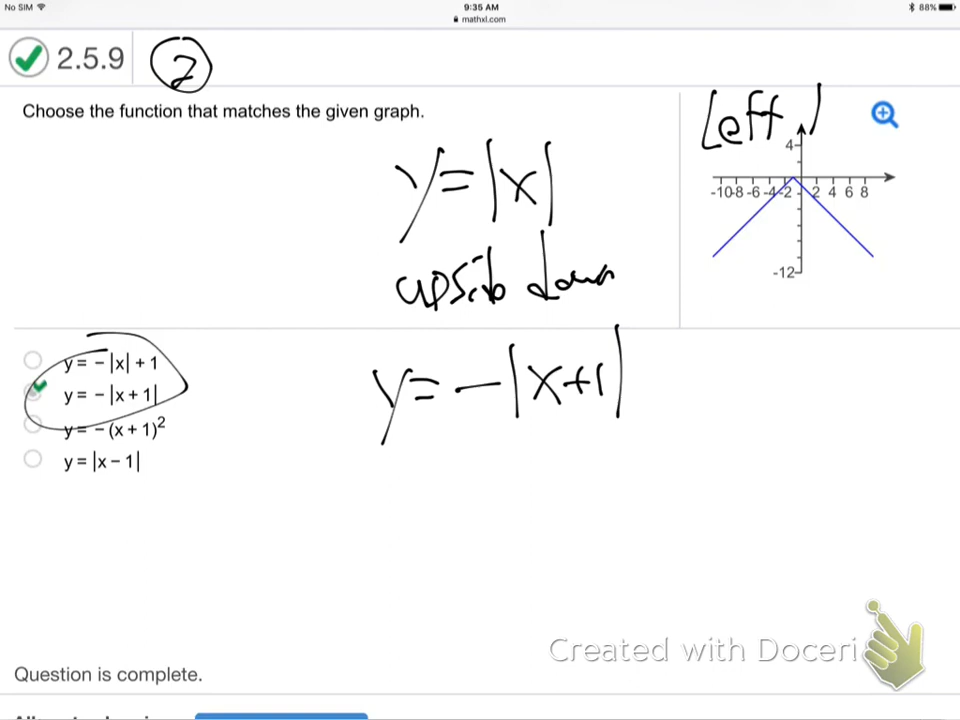 No SIM 9:35 AM 88%
mathxl.com
2.5.9 2
Choose the function that matches the given graph.
Left 1
4
-10 -8 -6 -4 -2 2 4 6 8
-12
y = |x|
upsid down
y = -|x+1|
y = − |x| + 1
y = − |x + 1|
y = − (x + 1)²
y = |x − 1|
Created with Doceri
Question is complete.